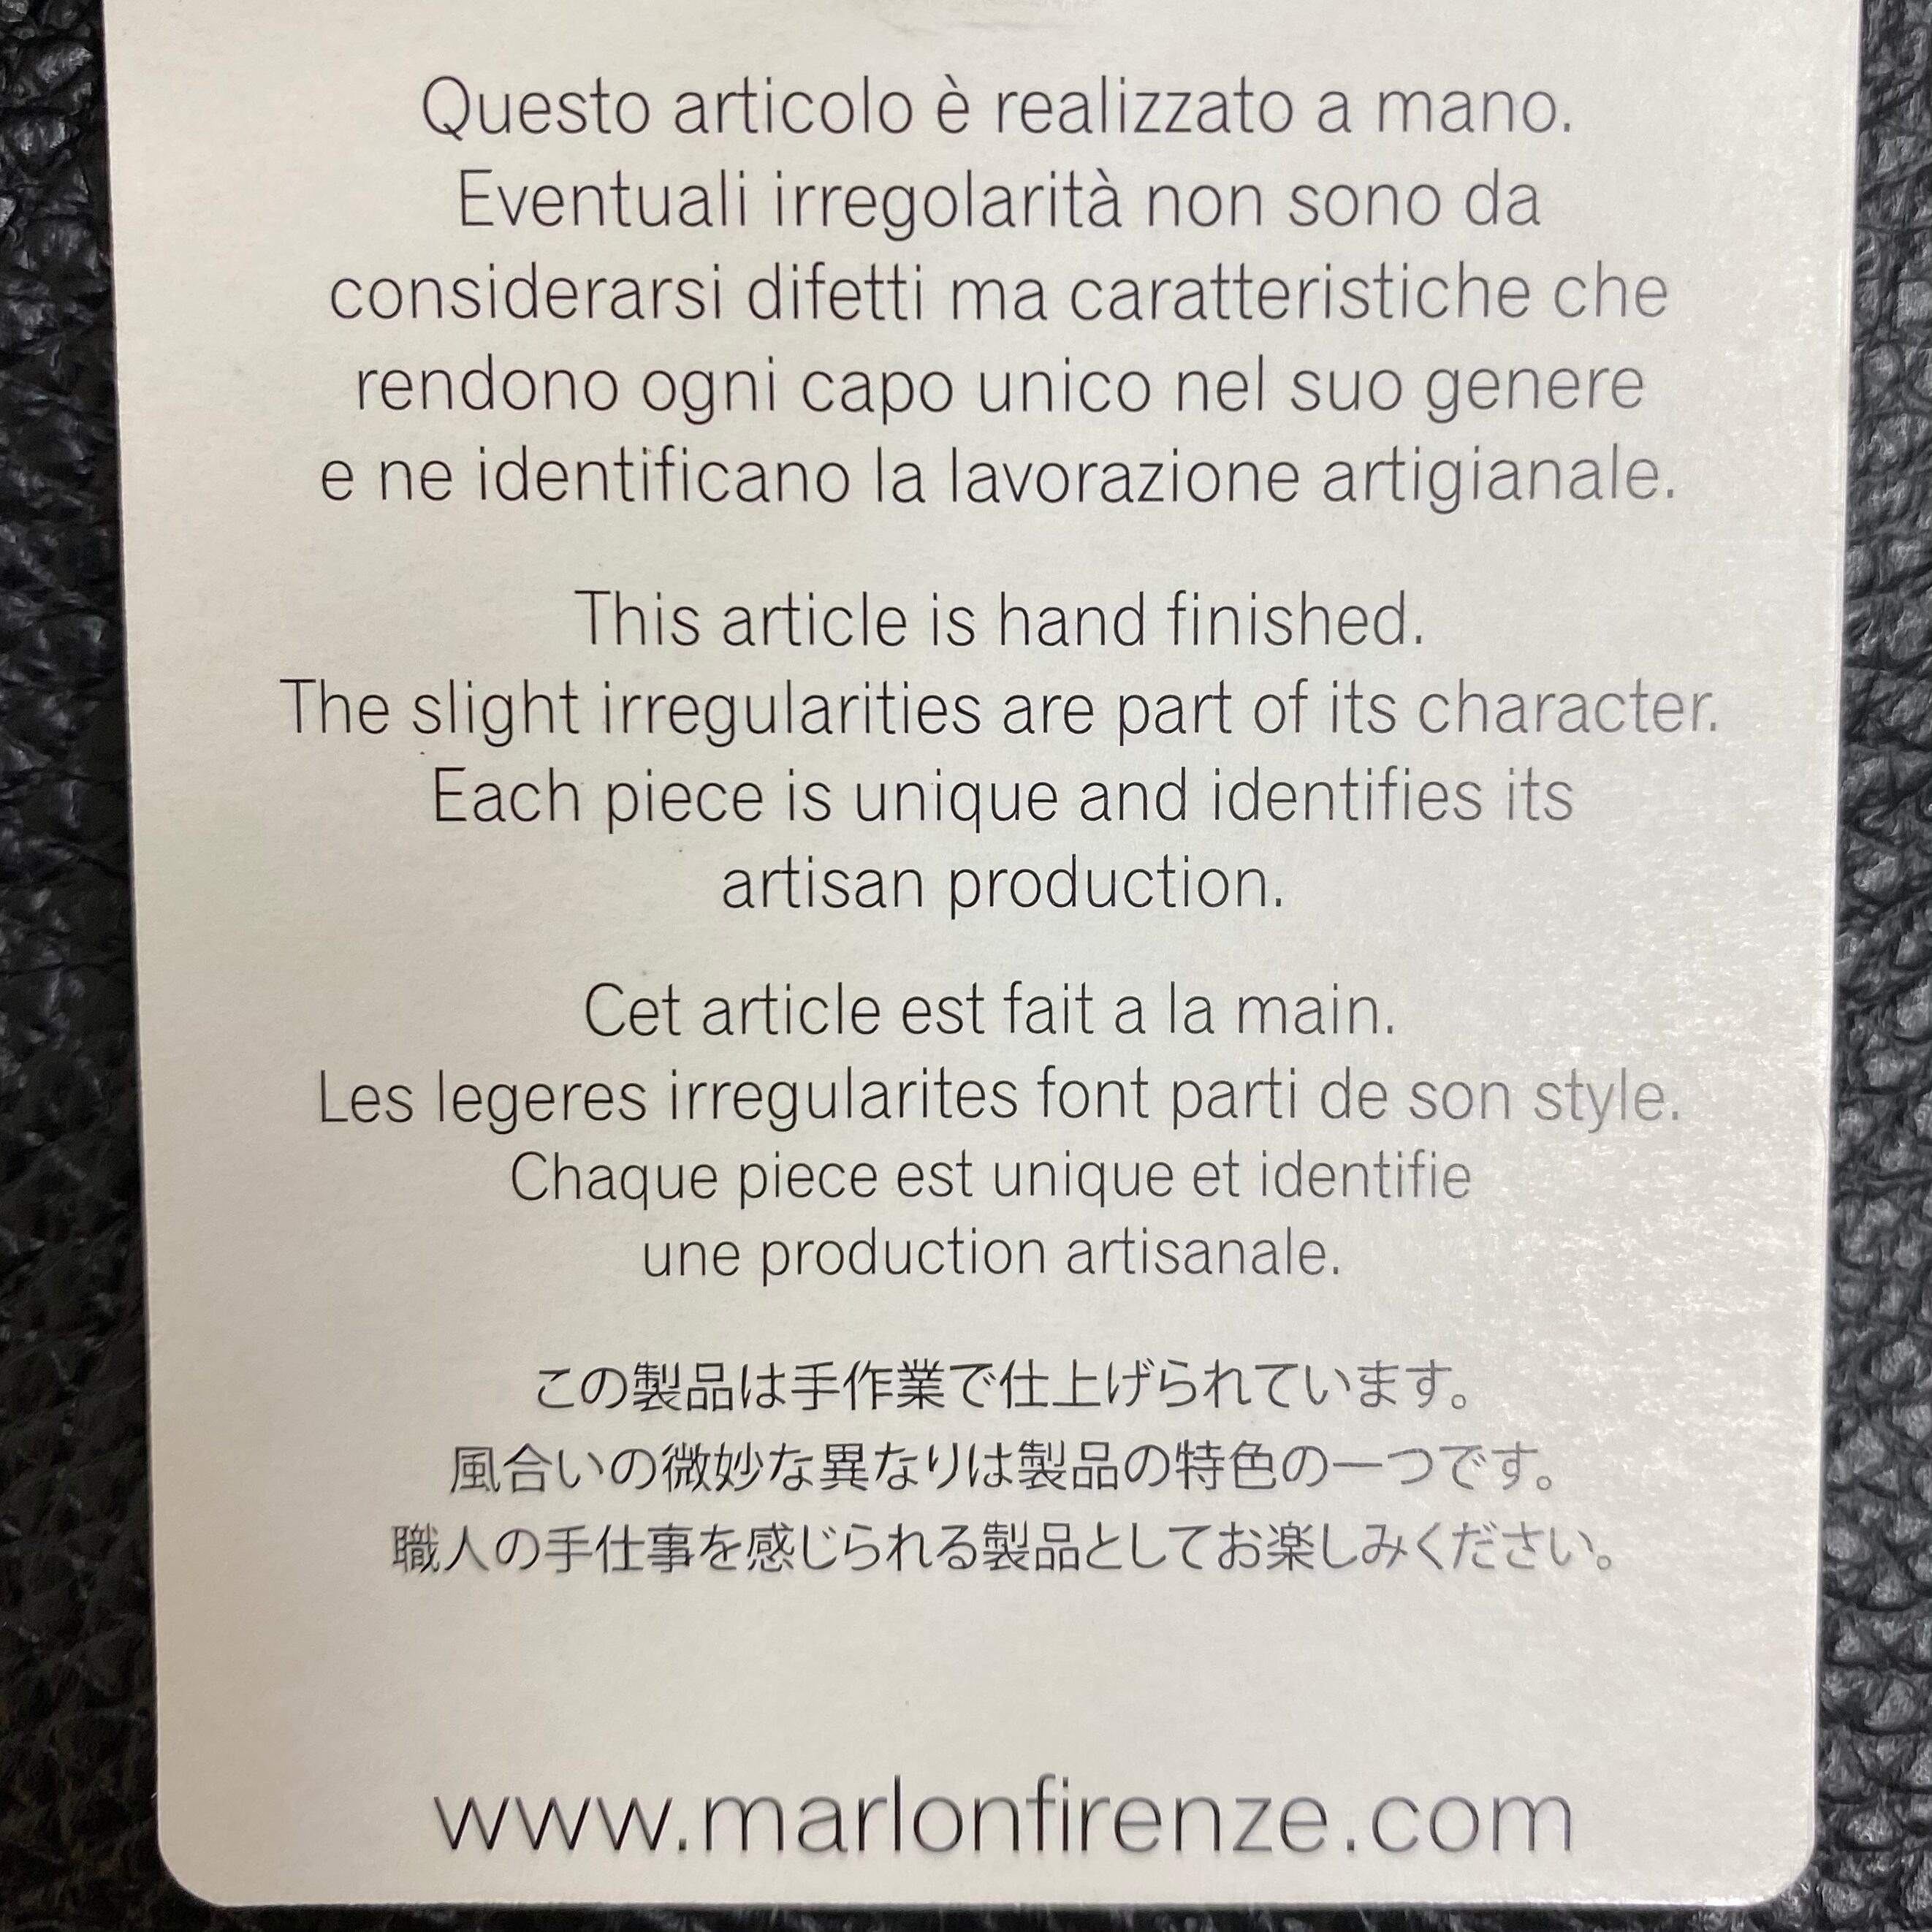 Questo articolo è realizzato a mano.
Eventuali irregolarità non sono da
considerarsi difetti ma caratteristiche che
rendono ogni capo unico nel suo genere
e ne identificano la lavorazione artigianale.
This article is hand finished.
The slight irregularities are part of its character.
Each piece is unique and identifies its
artisan production.
Cet article est fait a la main.
Les legeres irregularites font parti de son style.
Chaque piece est unique et identifie
une production artisanale.
この製品は手作業で仕上げられています。
風合いの微妙な異なりは製品の特色の一つです。
職人の手仕事を感じられる製品としてお楽しみください。
www.marlonfirenze.com